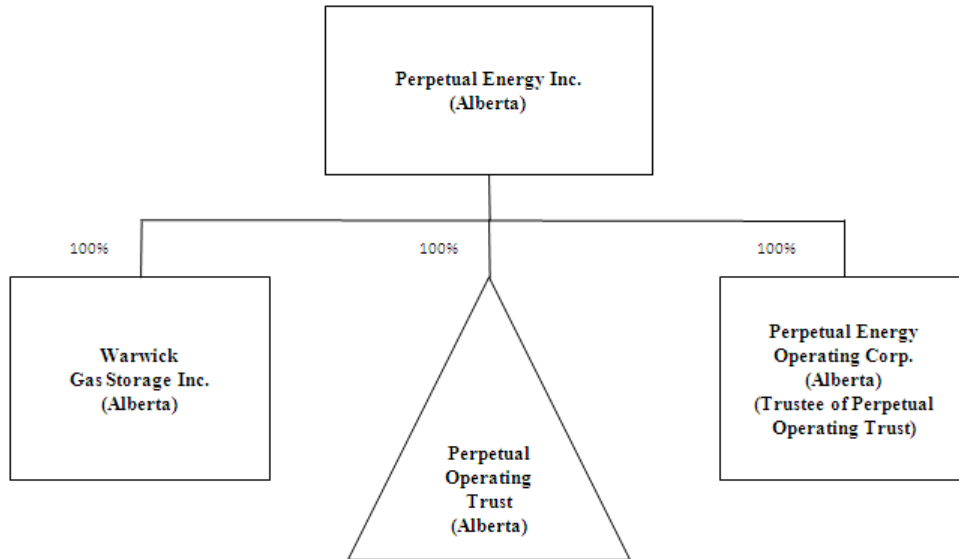 Perpetual Energy Inc.
(Alberta)
100%
100%
100%
Warwick
Gas Storage Inc.
(Alberta)
Perpetual
Operating
Trust
(Alberta)
Perpetual Energy
Operating Corp.
(Alberta)
(Trustee of Perpetual
Operating Trust)